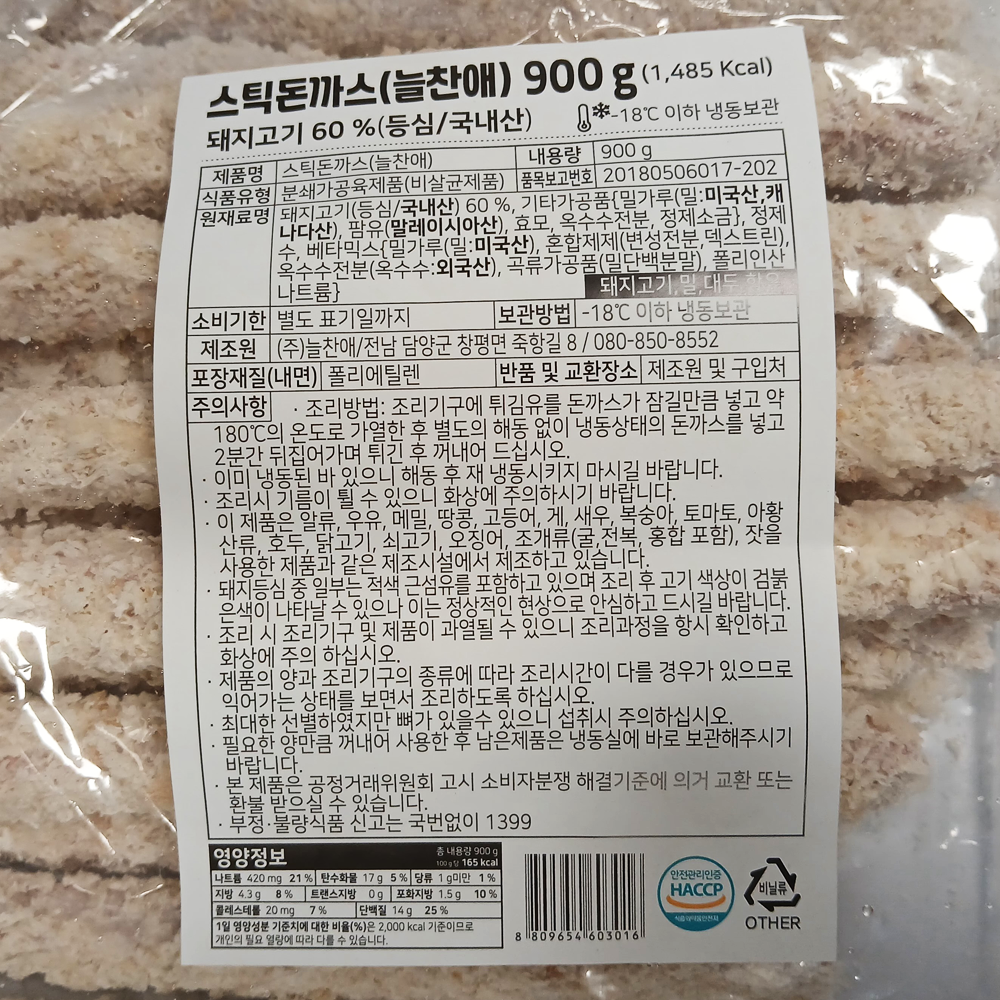 스틱돈까스(늘찬애) 900 g (1,485 Kcal)
돼지고기 60 %(등심/국내산) -18℃ 이하 냉동보관
제품명 스틱돈까스(늘찬애) 내용량 900 g
식품유형 분쇄가공육제품(비살균제품) 품목보고번호 20180506017-202
원재료명 돼지고기(등심/국내산) 60 %, 기타가공품{밀가루(밀:미국산,캐
나다산), 팜유(말레이시아산), 효모, 옥수수전분, 정제소금}, 정제
수, 베타믹스{밀가루(밀:미국산), 혼합제제(변성전분,덱스트린),
옥수수전분(옥수수:외국산), 곡류가공품(밀단백분말), 폴리인산
나트륨}
돼지고기,밀,대두 함유
소비기한 별도 표기일까지 보관방법 -18℃ 이하 냉동보관
제조원 (주)늘찬애/전남 담양군 창평면 죽항길 8 / 080-850-8552
포장재질(내면) 폴리에틸렌 반품 및 교환장소 제조원 및 구입처
주의사항 · 조리방법: 조리기구에 튀김유를 돈까스가 잠길만큼 넣고 약
180℃의 온도로 가열한 후 별도의 해동 없이 냉동상태의 돈까스를 넣고
2분간 뒤집어가며 튀긴 후 꺼내어 드십시오.
· 이미 냉동된 바 있으니 해동 후 재 냉동시키지 마시길 바랍니다.
· 조리시 기름이 튈 수 있으니 화상에 주의하시기 바랍니다.
· 이 제품은 알류, 우유, 메밀, 땅콩, 고등어, 게, 새우, 복숭아, 토마토, 아황
산류, 호두, 닭고기, 쇠고기, 오징어, 조개류(굴,전복, 홍합 포함), 잣을
사용한 제품과 같은 제조시설에서 제조하고 있습니다.
· 돼지등심 중 일부는 적색 근섬유를 포함하고 있으며 조리 후 고기 색상이 검붉
은색이 나타날 수 있으나 이는 정상적인 현상으로 안심하고 드시길 바랍니다.
· 조리 시 조리기구 및 제품이 과열될 수 있으니 조리과정을 항시 확인하고
화상에 주의 하십시오.
· 제품의 양과 조리기구의 종류에 따라 조리시간이 다를 경우가 있으므로
익어가는 상태를 보면서 조리하도록 하십시오.
· 최대한 선별하였지만 뼈가 있을수 있으니 섭취시 주의하십시오.
· 필요한 양만큼 꺼내어 사용한 후 남은제품은 냉동실에 바로 보관해주시기
바랍니다.
· 본 제품은 공정거래위원회 고시 소비자분쟁 해결기준에 의거 교환 또는
환불 받으실 수 있습니다.
· 부정·불량식품 신고는 국번없이 1399
영양정보 총 내용량 900 g
100 g 당 165 kcal
나트륨 420 mg 21 % 탄수화물 17 g 5 % 당류 1 g미만 1 %
지방 4.3 g 8 % 트랜스지방 0 g 포화지방 1.5 g 10 %
콜레스테롤 20 mg 7 % 단백질 14 g 25 %
1일 영양성분 기준치에 대한 비율(%)은 2,000 kcal 기준이므로
개인의 필요 열량에 따라 다를 수 있습니다.
8 809654 603016
안전관리인증
HACCP
식품의약품안전처
비닐류
OTHER